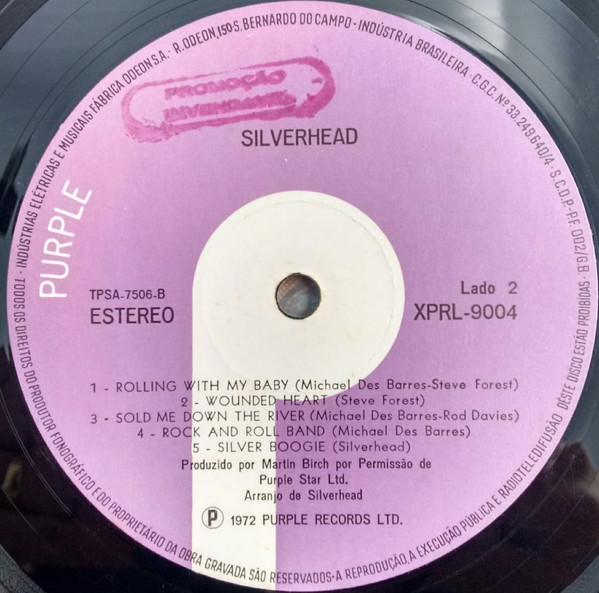 INDÚSTRIAS ELÉTRICAS E MUSICAIS FÁBRICA ODEON S.A. - R. ODEON, 150 S. BERNARDO DO CAMPO - INDÚSTRIA BRASILEIRA - C.G.C. Nº 33.249.640/4 - S.C.D.P.-P.F. 002/6.B
PROMOÇÃO
INVENDÁVEL
SILVERHEAD
PURPLE
TPSA-7506-B
ESTEREO
Lado 2
XPRL-9004
1 - ROLLING WITH MY BABY (Michael Des Barres-Steve Forest)
2 - WOUNDED HEART (Steve Forest)
3 - SOLD ME DOWN THE RIVER (Michael Des Barres-Rod Davies)
4 - ROCK AND ROLL BAND (Michael Des Barres)
5 - SILVER BOOGIE (Silverhead)
Produzido por Martin Birch por Permissão de
Purple Star Ltd.
Arranjo de Silverhead
Ⓟ 1972 PURPLE RECORDS LTD.
TODOS OS DIREITOS DO PRODUTOR FONOGRÁFICO E DO PROPRIETÁRIO DA OBRA GRAVADA SÃO RESERVADOS - A REPRODUÇÃO, A EXECUÇÃO PÚBLICA E RADIOTELEDIFUSÃO DÊSTE DISCO ESTÃO PROIBIDAS